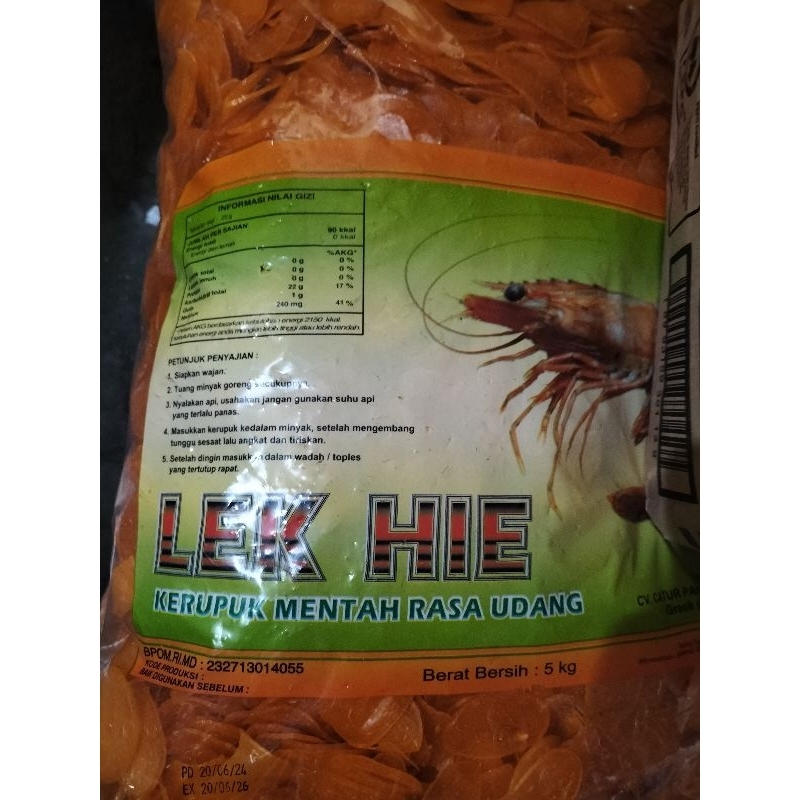 INFORMASI NILAI GIZI
JUMLAH PER SAJIAN
90 kkal
0 kkal
%AKG*
0 g 0 %
0 g 0 %
0 g 0 %
22 g 17 %
1 g
240 mg 41 %
PETUNJUK PENYAJIAN :
1. Siapkan wajan.
2. Tuang minyak goreng secukupnya.
3. Nyalakan api, usahakan jangan gunakan suhu api
yang terlalu panas.
4. Masukkan kerupuk kedalam minyak, setelah mengembang
tunggu sesaat lalu angkat dan tiriskan.
5. Setelah dingin masukkan dalam wadah / toples
yang tertutup rapat.
LEK HIE
KERUPUK MENTAH RASA UDANG
CV. CATUR
BPOM.RI.MD : 232713014055
KODE PRODUKSI :
BAIK DIGUNAKAN SEBELUM :
Berat Bersih : 5 kg
PD 20/06/24
EX 20/05/26